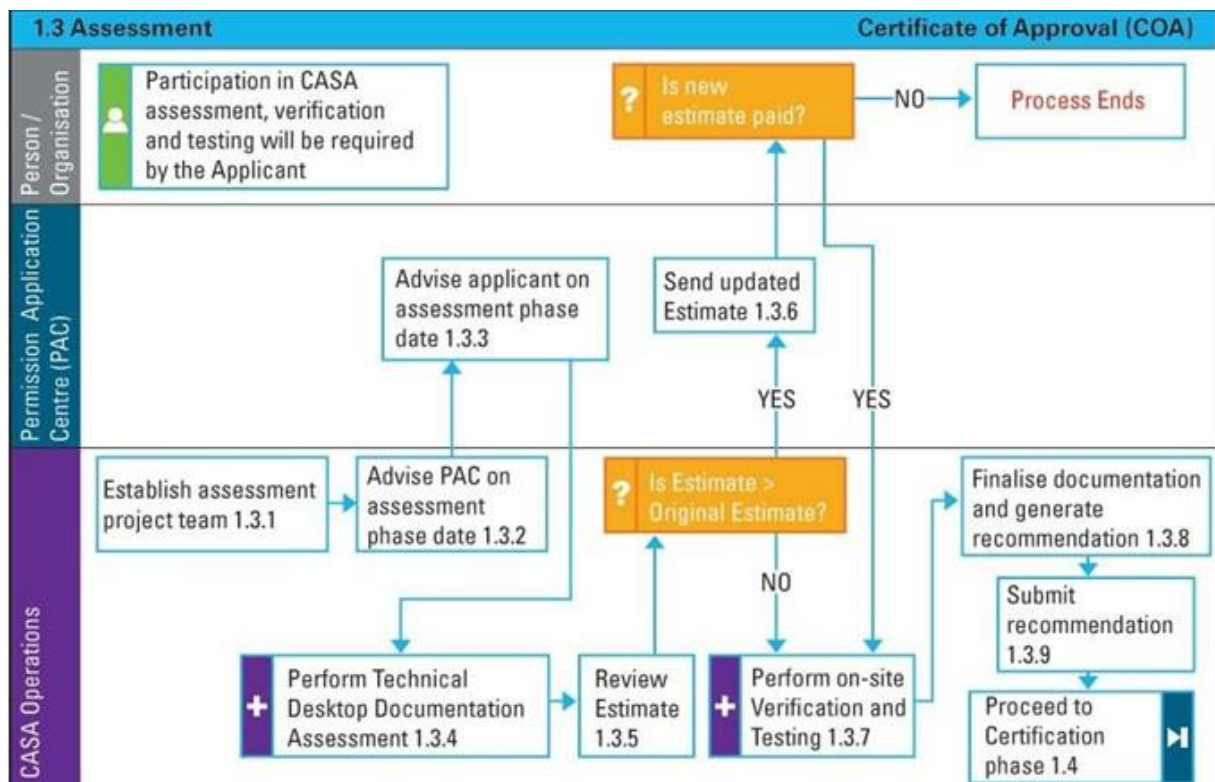 1.3 Assessment
Certificate of Approval (COA)
Person /
Organisation
Participation in CASA
assessment, verification
and testing will be required
by the Applicant
?
Is new
estimate paid?
NO
Process Ends
Permission Application
Centre (PAC)
Advise applicant on
assessment phase
date 1.3.3
Send updated
Estimate 1.3.6
YES
YES
CASA Operations
Establish assessment
project team 1.3.1
Advise PAC on
assessment
phase date 1.3.2
?
Is Estimate >
Original Estimate?
NO
Finalise documentation
and generate
recommendation 1.3.8
Submit
recommendation
1.3.9
+
Perform Technical
Desktop Documentation
Assessment 1.3.4
Review
Estimate
1.3.5
+
Perform on-site
Verification and
Testing 1.3.7
Proceed to
Certification
phase 1.4